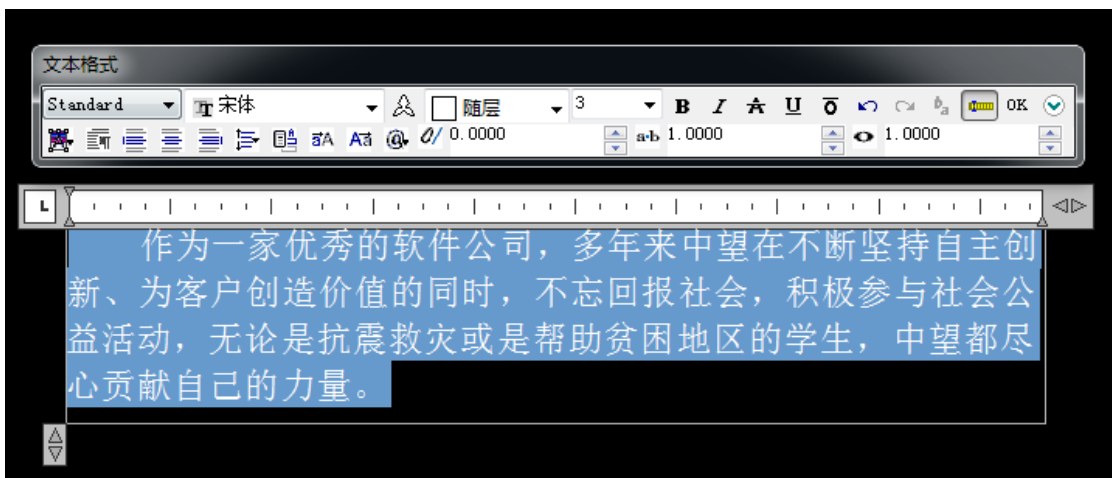 文本格式
Standard 宋体 随层 3 B I A U O OK
0/ 0.0000 a·b 1.0000 1.0000
L
作为一家优秀的软件公司，多年来中望在不断坚持自主创
新、为客户创造价值的同时，不忘回报社会，积极参与社会公
益活动，无论是抗震救灾或是帮助贫困地区的学生，中望都尽
心贡献自己的力量。